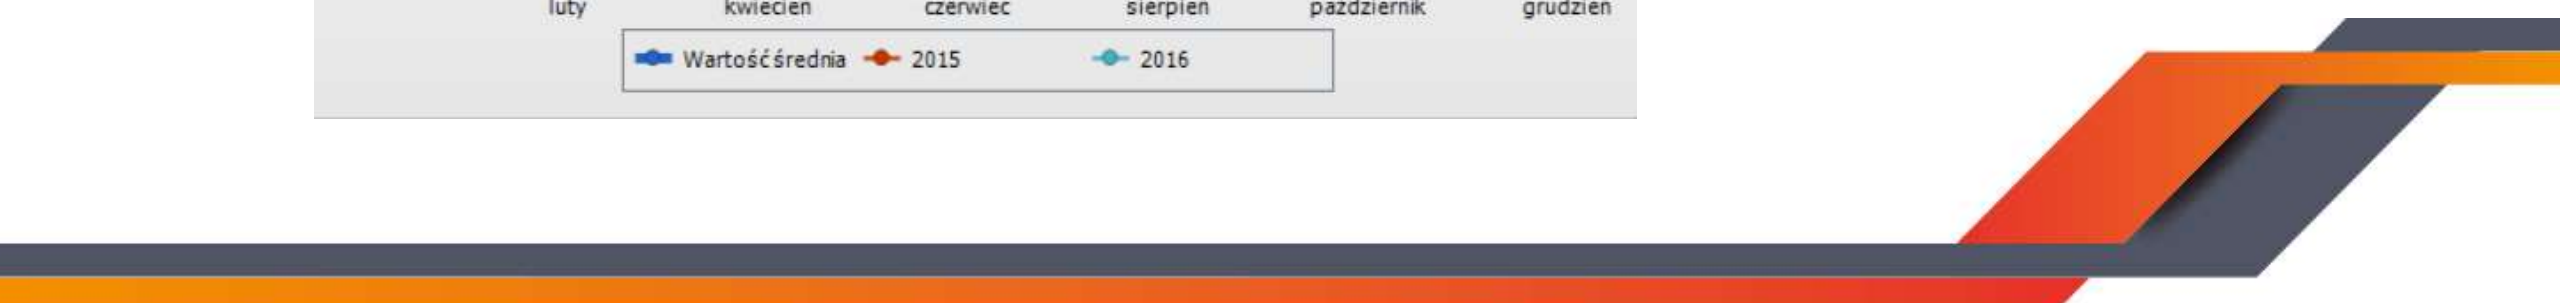 luty kwiecień czerwiec sierpień październik grudzień
Wartość średnia 2015 2016